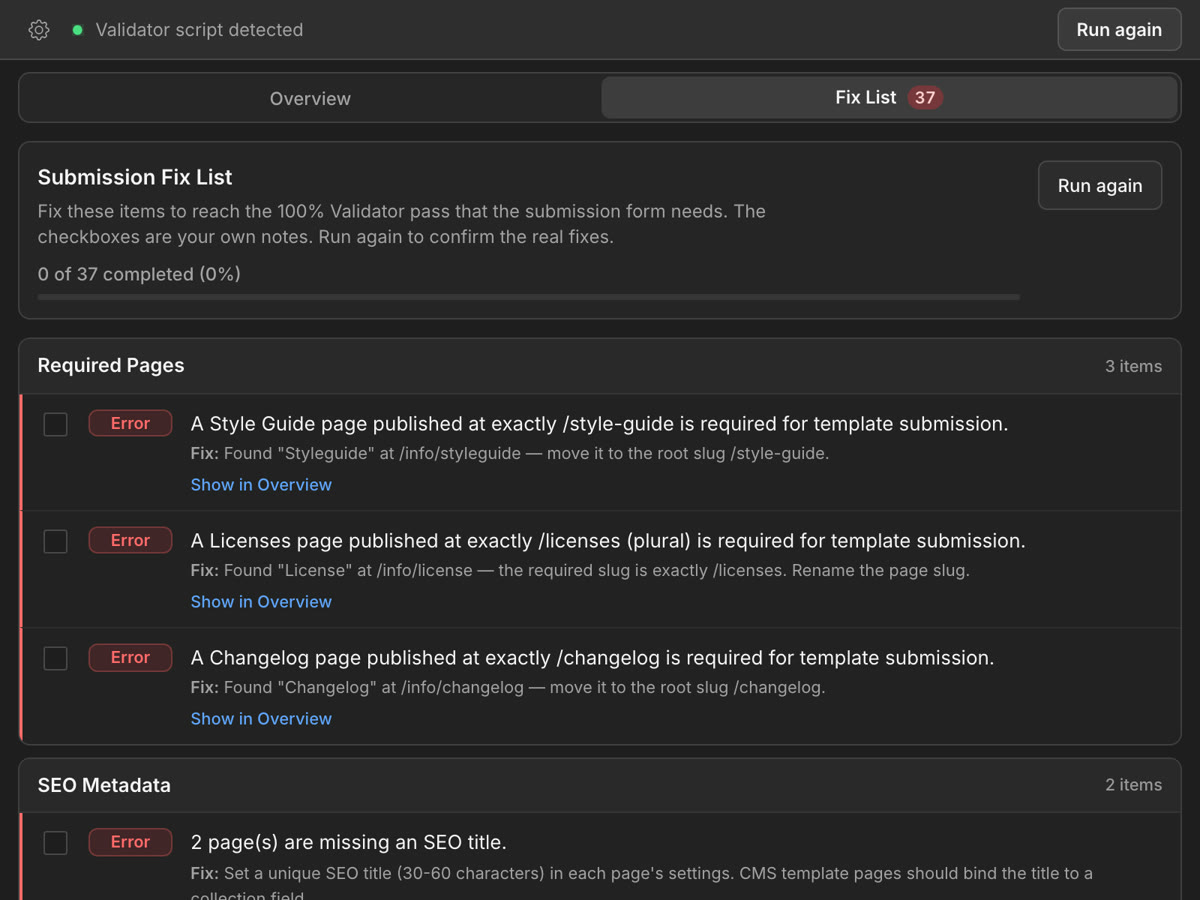 Validator script detected
Run again
Overview
Fix List 37
Submission Fix List
Run again
Fix these items to reach the 100% Validator pass that the submission form needs. The
checkboxes are your own notes. Run again to confirm the real fixes.
0 of 37 completed (0%)
Required Pages
3 items
Error
A Style Guide page published at exactly /style-guide is required for template submission.
Fix: Found "Styleguide" at /info/styleguide — move it to the root slug /style-guide.
Show in Overview
Error
A Licenses page published at exactly /licenses (plural) is required for template submission.
Fix: Found "License" at /info/license — the required slug is exactly /licenses. Rename the page slug.
Show in Overview
Error
A Changelog page published at exactly /changelog is required for template submission.
Fix: Found "Changelog" at /info/changelog — move it to the root slug /changelog.
Show in Overview
SEO Metadata
2 items
Error
2 page(s) are missing an SEO title.
Fix: Set a unique SEO title (30-60 characters) in each page's settings. CMS template pages should bind the title to a
collection field.